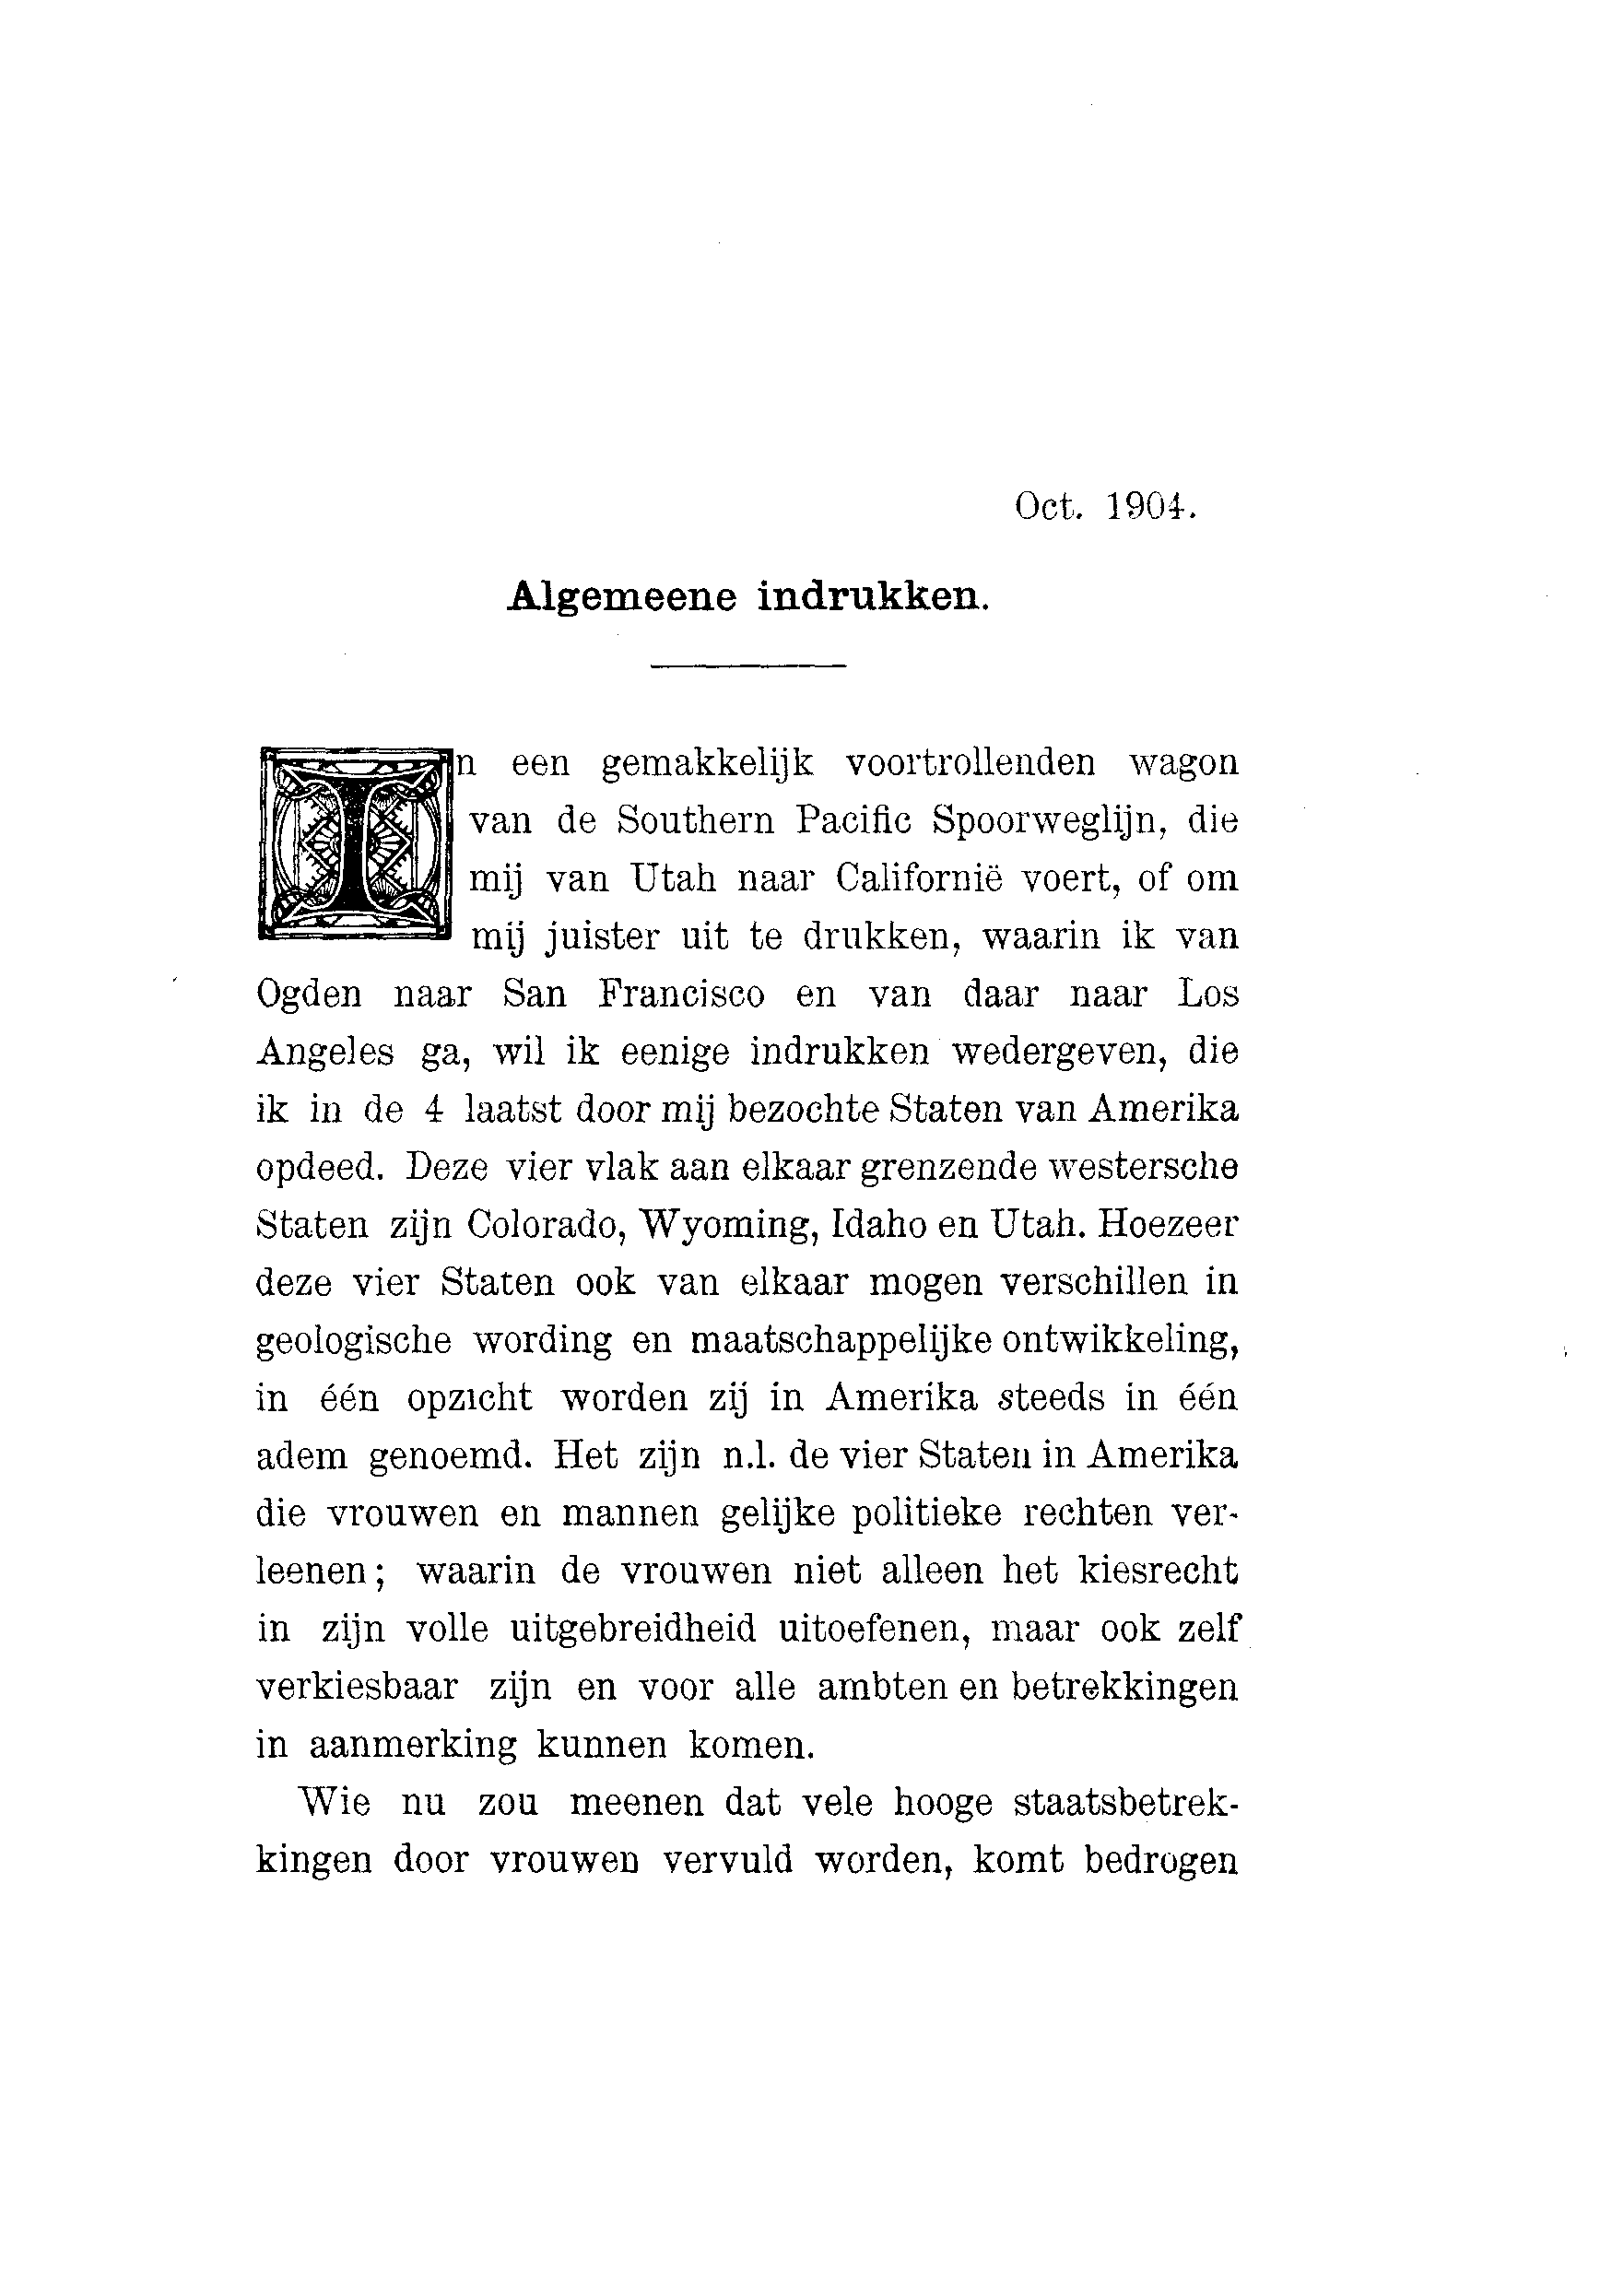 Oct. 1904.
Algemeene indrukken.
In een gemakkelijk voortrollenden wagon
van de Southern Pacific Spoorweglijn, die
mij van Utah naar Californië voert, of om
mij juister uit te drukken, waarin ik van
Ogden naar San Francisco en van daar naar Los
Angeles ga, wil ik eenige indrukken wedergeven, die
ik in de 4 laatst door mij bezochte Staten van Amerika
opdeed. Deze vier vlak aan elkaar grenzende westersche
Staten zijn Colorado, Wyoming, Idaho en Utah. Hoezeer
deze vier Staten ook van elkaar mogen verschillen in
geologische wording en maatschappelijke ontwikkeling,
in één opzicht worden zij in Amerika steeds in één
adem genoemd. Het zijn n.l. de vier Staten in Amerika
die vrouwen en mannen gelijke politieke rechten ver-
leenen; waarin de vrouwen niet alleen het kiesrecht
in zijn volle uitgebreidheid uitoefenen, maar ook zelf
verkiesbaar zijn en voor alle ambten en betrekkingen
in aanmerking kunnen komen.
Wie nu zou meenen dat vele hooge staatsbetrek-
kingen door vrouwen vervuld worden, komt bedrogen